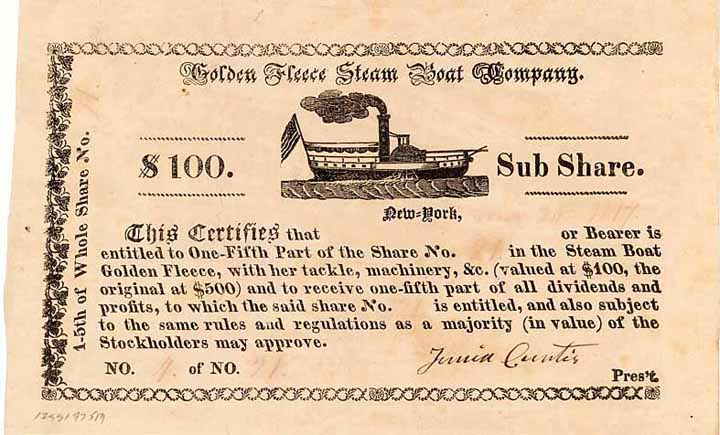 Golden Fleece Steam Boat Company.
1-5th of Whole Share No.
$100.
Sub Share.
New-York,
This Certifies that or Bearer is
entitled to One-Fifth Part of the Share No. in the Steam Boat
Golden Fleece, with her tackle, machinery, &c. (valued at $100, the
original at $500) and to receive one-fifth part of all dividends and
profits, to which the said share No. is entitled, and also subject
to the same rules and regulations as a majority (in value) of the
Stockholders may approve.
NO. 4. of NO.
Curtis
Pres't.